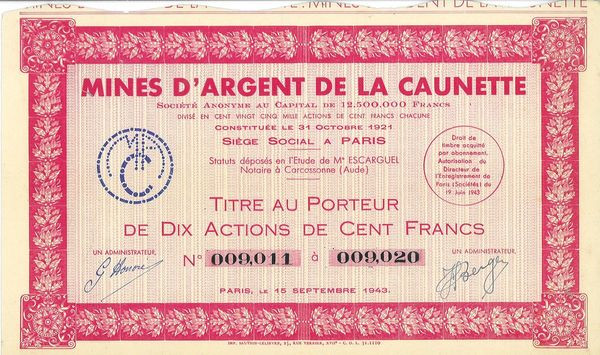 MINES D'ARGENT DE LA CAUNETTE
SOCIÉTÉ ANONYME AU CAPITAL DE 12.500.000 FRANCS
DIVISÉ EN CENT VINGT CINQ MILLE ACTIONS DE CENT FRANCS CHACUNE
CONSTITUÉE LE 31 OCTOBRE 1921
SIÈGE SOCIAL A PARIS
Statuts déposés en l'Etude de Me ESCARGUEL
Notaire à Carcassonne (Aude)
Droit de
timbre acquitté
par abonnement.
Autorisation du
Directeur de
l'Enregistrement de
Paris (Sociétés) du
19 Juin 1943
TITRE AU PORTEUR
DE DIX ACTIONS DE CENT FRANCS
UN ADMINISTRATEUR,
No 009,011 à 009,020
UN ADMINISTRATEUR,
PARIS, LE 15 SEPTEMBRE 1943.